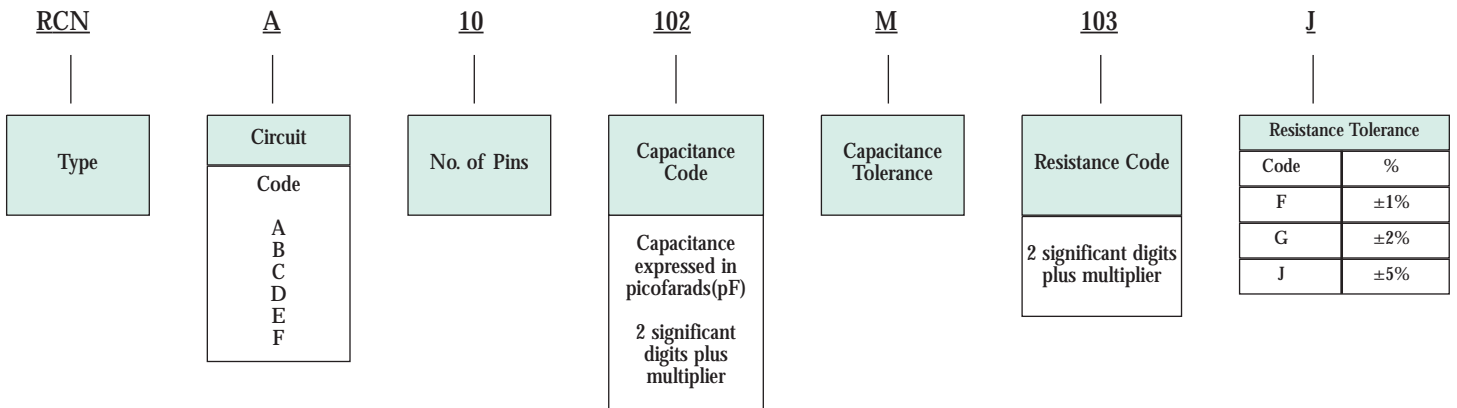 RCN A 10 102 M 103 J
Type
Circuit
Code
A
B
C
D
E
F
No. of Pins
Capacitance
Code
Capacitance
expressed in
picofarads(pF)
2 significant
digits plus
multiplier
Capacitance
Tolerance
Resistance Code
2 significant digits
plus multiplier
Resistance Tolerance
Code %
F ±1%
G ±2%
J ±5%